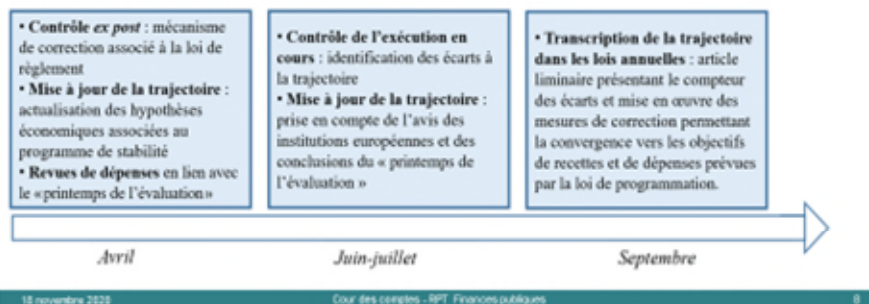 • Contrôle ex post : mécanisme
de correction associé à la loi de
règlement
• Mise à jour de la trajectoire :
actualisation des hypothèses
économiques associées au
programme de stabilité
• Revues de dépenses en lien avec
le «printemps de l'évaluation»
• Contrôle de l'exécution en
cours : identification des écarts à
la trajectoire
• Mise à jour de la trajectoire :
prise en compte de l'avis des
institutions européennes et des
conclusions du « printemps de
l'évaluation »
• Transcription de la trajectoire
dans les lois annuelles : article
liminaire présentant le compteur
des écarts et mise en œuvre des
mesures de correction permettant
la convergence vers les objectifs
de recettes et de dépenses prévues
par la loi de programmation.
Avril
Juin-juillet
Septembre
18 novembre 2020
Cour des comptes - RPT Finances publiques
8